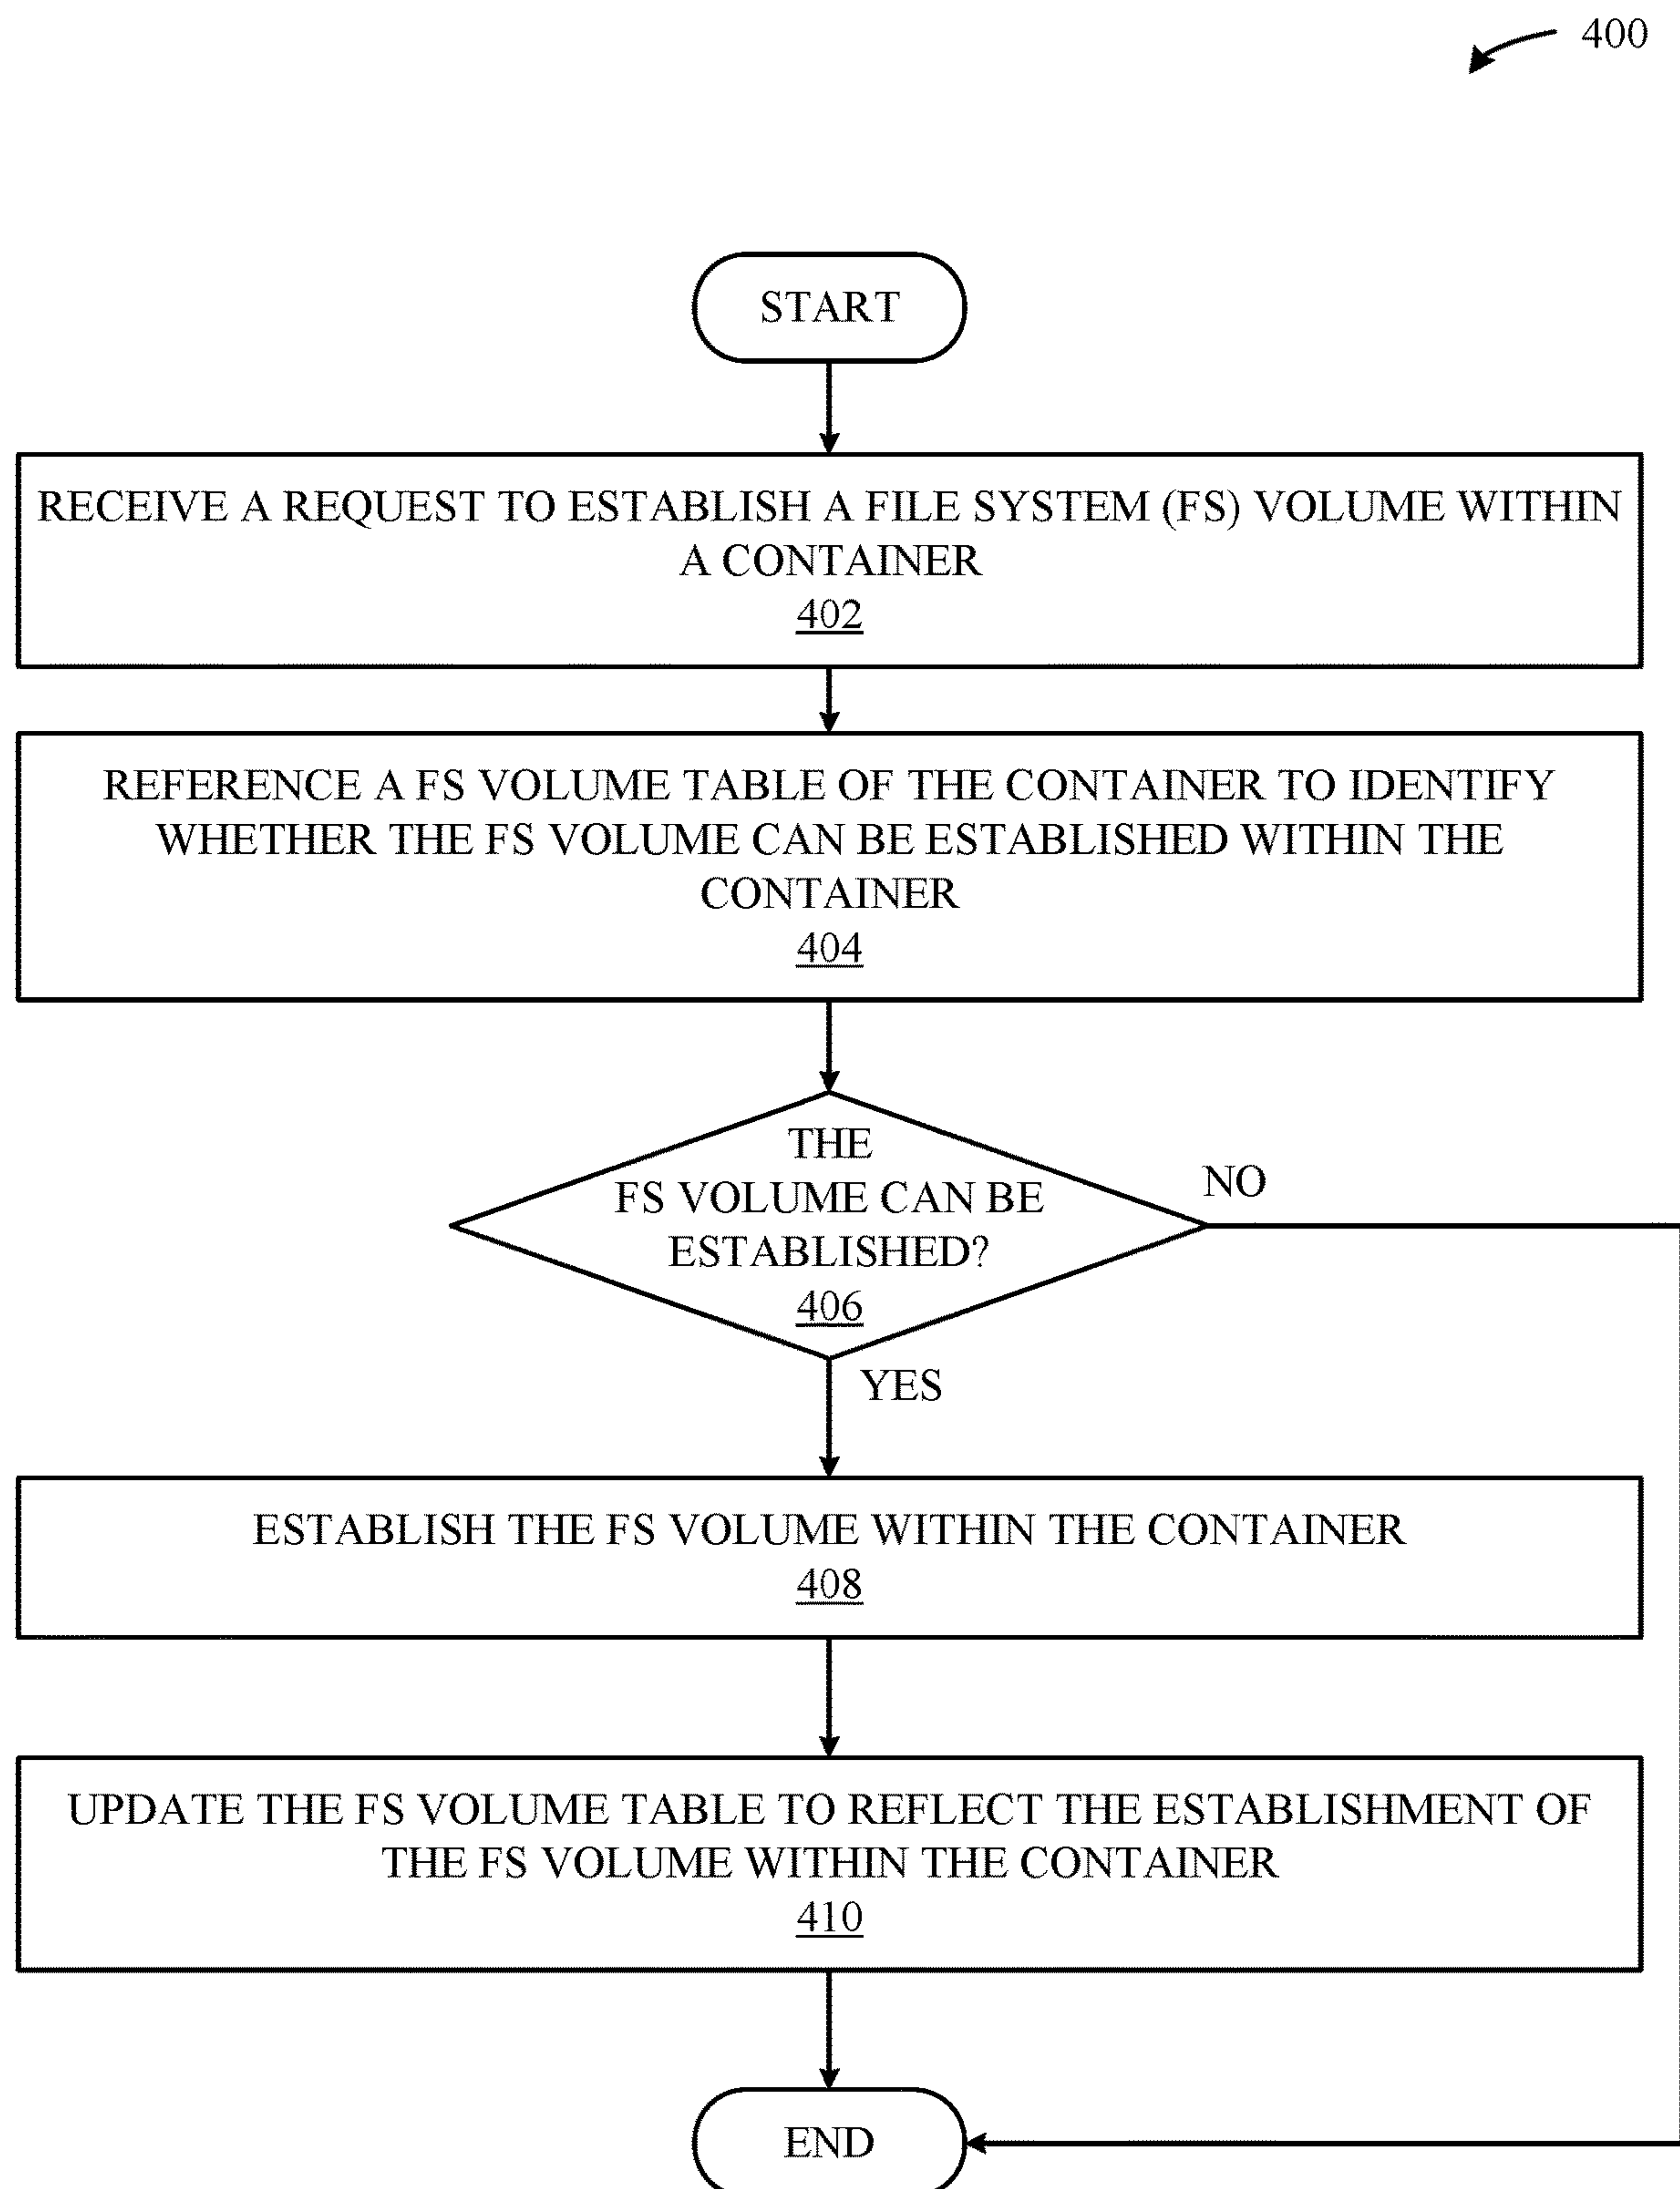 400
START
RECEIVE A REQUEST TO ESTABLISH A FILE SYSTEM (FS) VOLUME WITHIN
A CONTAINER
402
REFERENCE A FS VOLUME TABLE OF THE CONTAINER TO IDENTIFY
WHETHER THE FS VOLUME CAN BE ESTABLISHED WITHIN THE
CONTAINER
404
THE
FS VOLUME CAN BE
ESTABLISHED?
406
NO
YES
ESTABLISH THE FS VOLUME WITHIN THE CONTAINER
408
UPDATE THE FS VOLUME TABLE TO REFLECT THE ESTABLISHMENT OF
THE FS VOLUME WITHIN THE CONTAINER
410
END